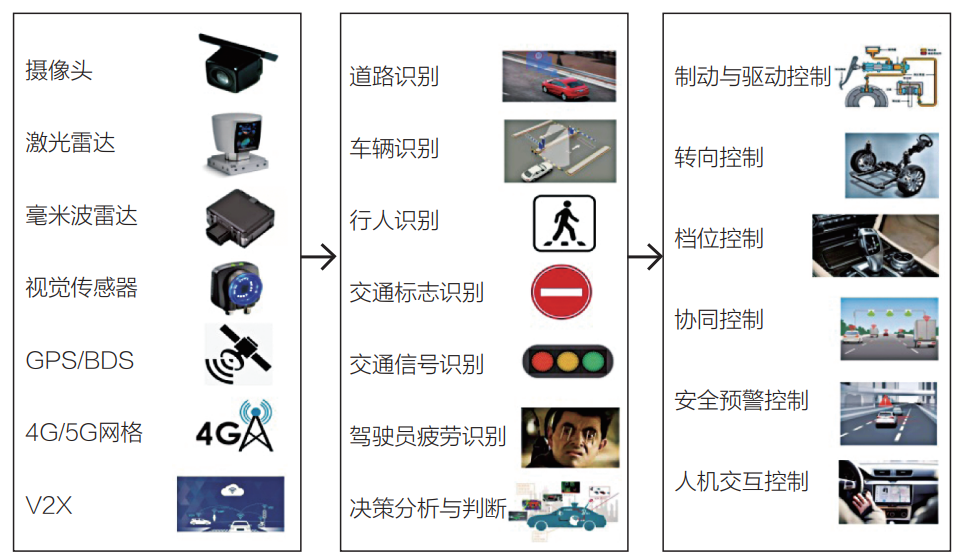 摄像头
激光雷达
毫米波雷达
视觉传感器
GPS/BDS
4G/5G网格
4G
V2X
道路识别
车辆识别
行人识别
交通标志识别
交通信号识别
驾驶员疲劳识别
决策分析与判断
制动与驱动控制
转向控制
档位控制
协同控制
安全预警控制
人机交互控制